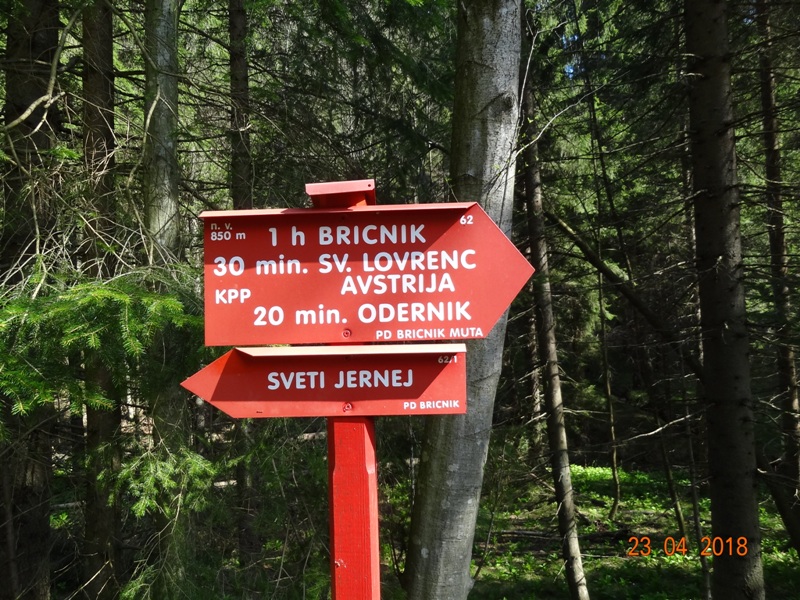 n. v.
850 m
62
1 h BRICNIK
30 min. SV. LOVRENC
KPP
AVSTRIJA
20 min. ODERNIK
PD BRICNIK MUTA
62/1
SVETI JERNEJ
PD BRICNIK
23 04 2018